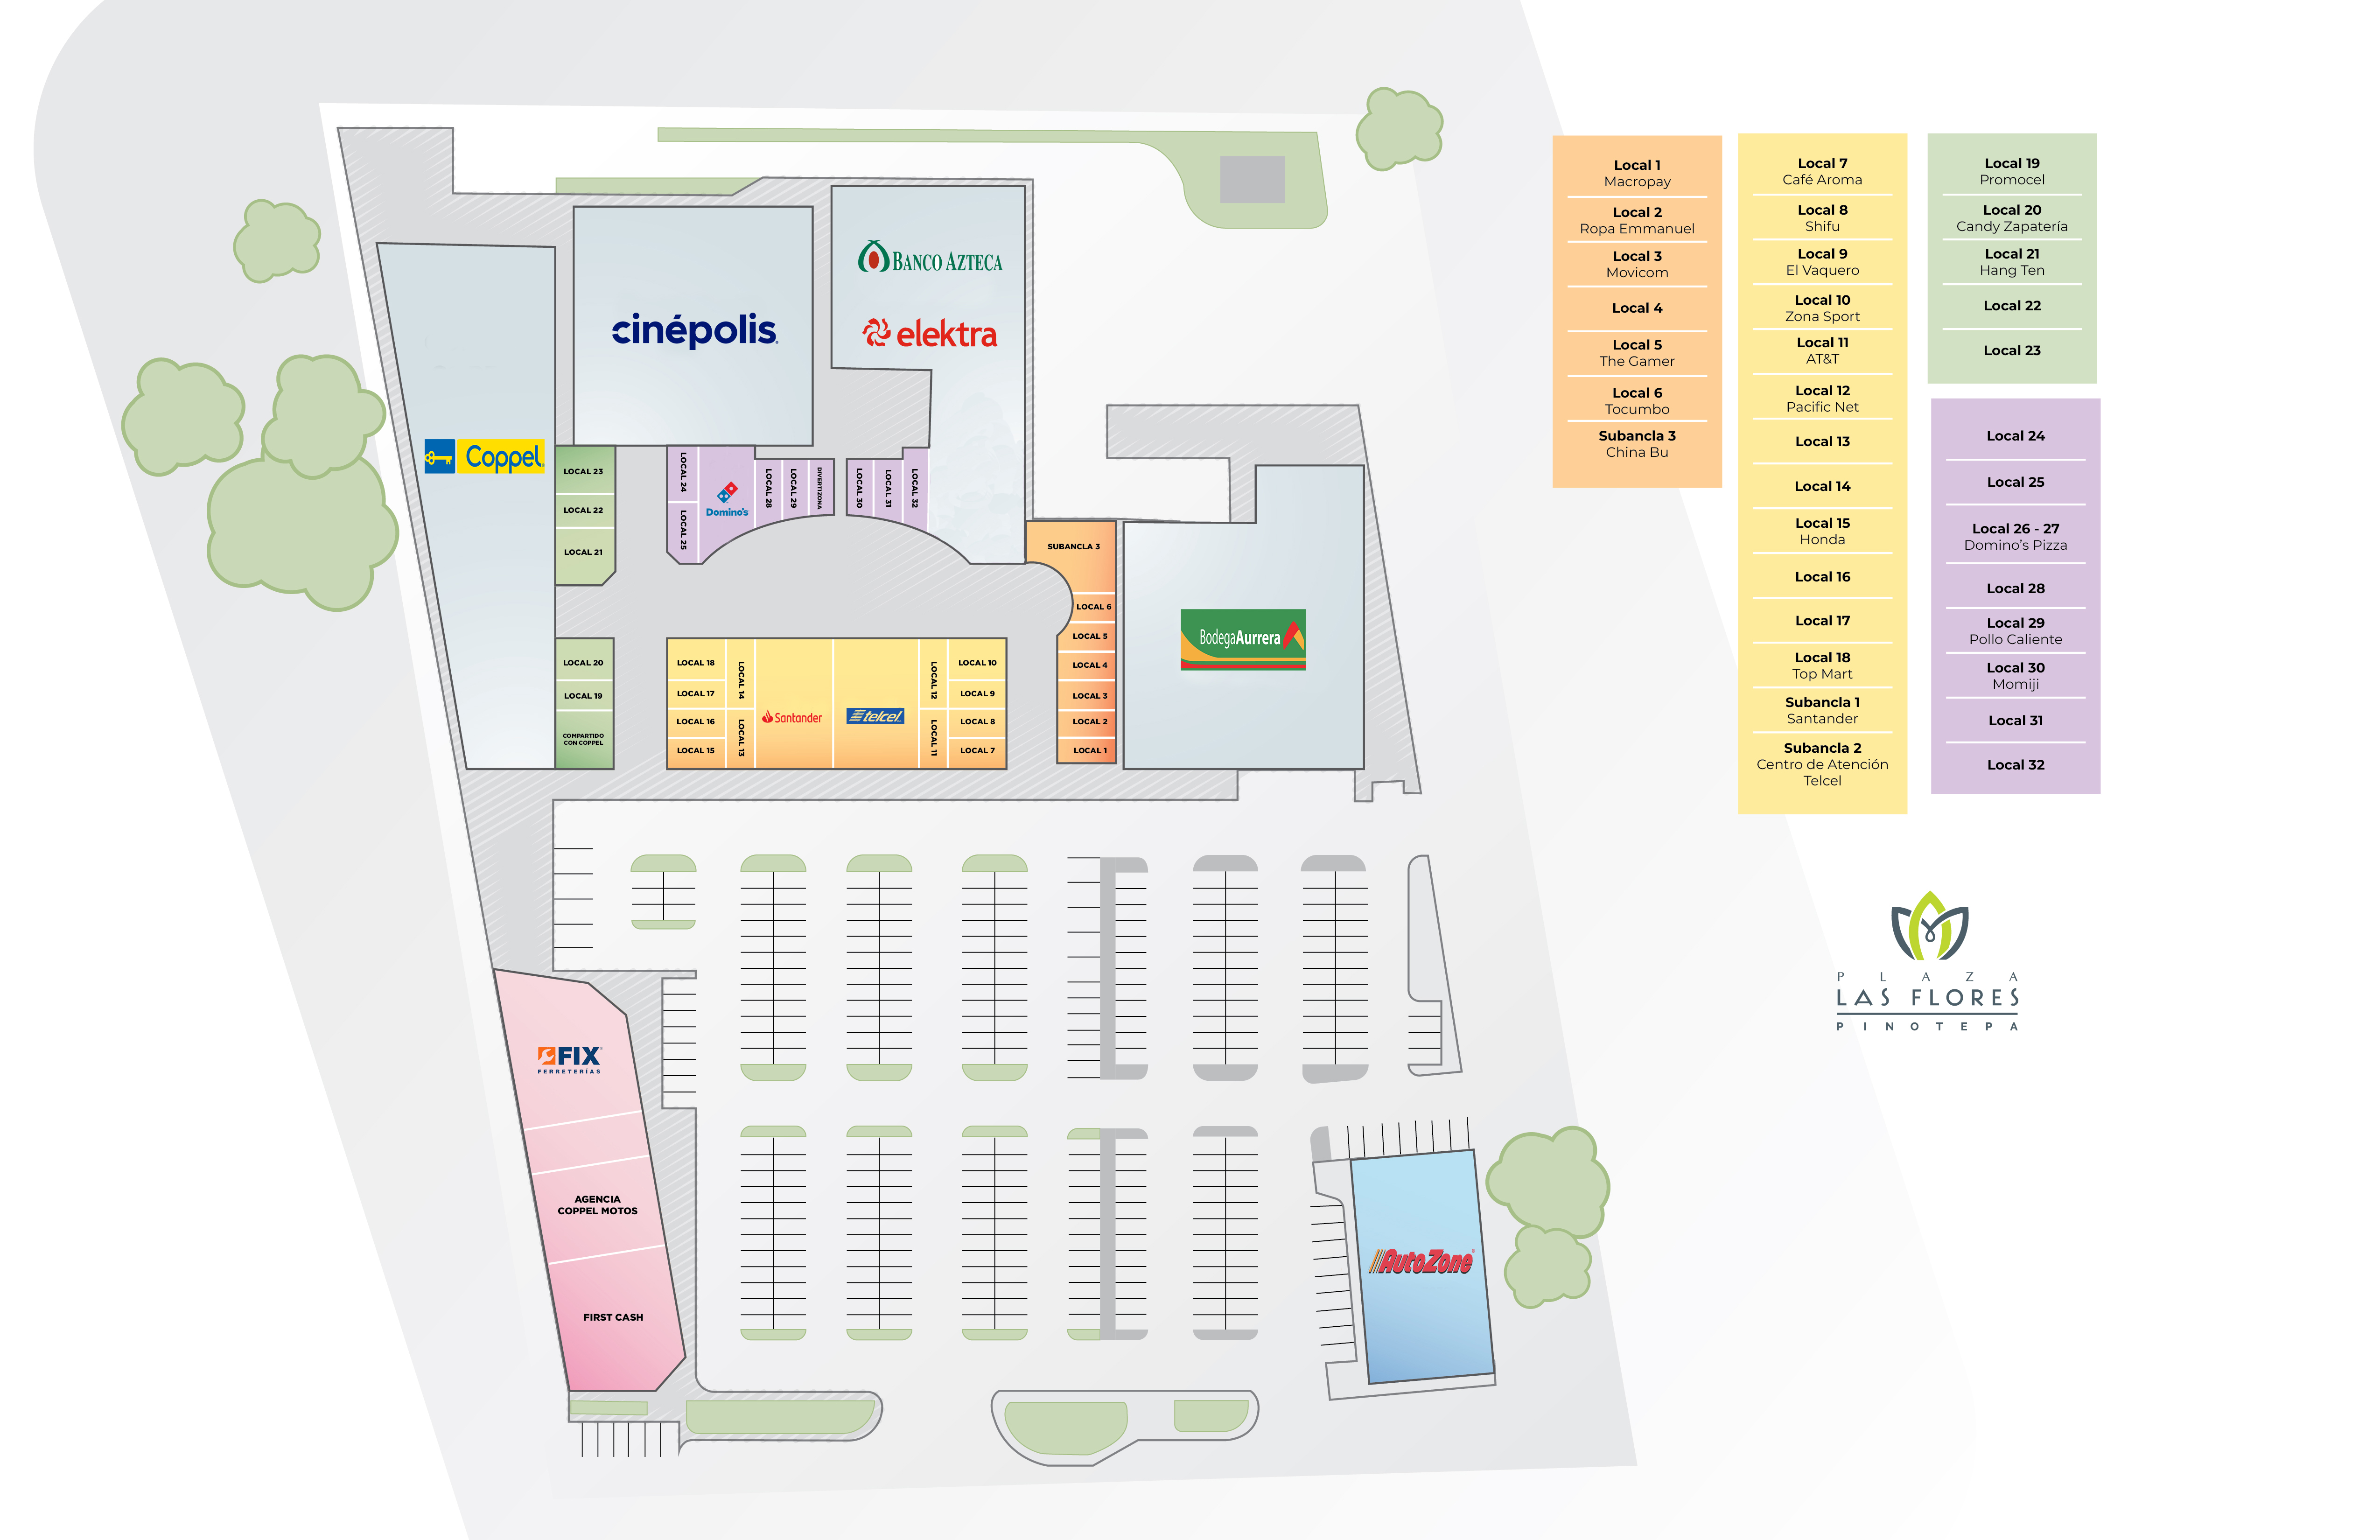 BANCO AZTECA
elektra
cinépolis
Coppel
LOCAL 23
LOCAL 22
LOCAL 21
LOCAL 24
LOCAL 25
Domino's
LOCAL 28
LOCAL 29
DIVERTIZONA
LOCAL 30
LOCAL 31
LOCAL 32
SUBANCLA 3
LOCAL 6
LOCAL 5
LOCAL 4
LOCAL 3
LOCAL 2
LOCAL 1
Bodega Aurrera
LOCAL 20
LOCAL 19
COMPARTIDO
CON COPPEL
LOCAL 18
LOCAL 17
LOCAL 16
LOCAL 15
LOCAL 14
LOCAL 13
Santander
telcel
LOCAL 12
LOCAL 11
LOCAL 10
LOCAL 9
LOCAL 8
LOCAL 7
FIX
FERRETERÍAS
AGENCIA
COPPEL MOTOS
FIRST CASH
AutoZone
Local 1
Macropay
Local 2
Ropa Emmanuel
Local 3
Movicom
Local 4
Local 5
The Gamer
Local 6
Tocumbo
Subancla 3
China Bu
Local 7
Café Aroma
Local 8
Shifu
Local 9
El Vaquero
Local 10
Zona Sport
Local 11
AT&T
Local 12
Pacific Net
Local 13
Local 14
Local 15
Honda
Local 16
Local 17
Local 18
Top Mart
Subancla 1
Santander
Subancla 2
Centro de Atención
Telcel
Local 19
Promocel
Local 20
Candy Zapatería
Local 21
Hang Ten
Local 22
Local 23
Local 24
Local 25
Local 26 - 27
Domino's Pizza
Local 28
Local 29
Pollo Caliente
Local 30
Momiji
Local 31
Local 32
PLAZA
LAS FLORES
PINOTEPA